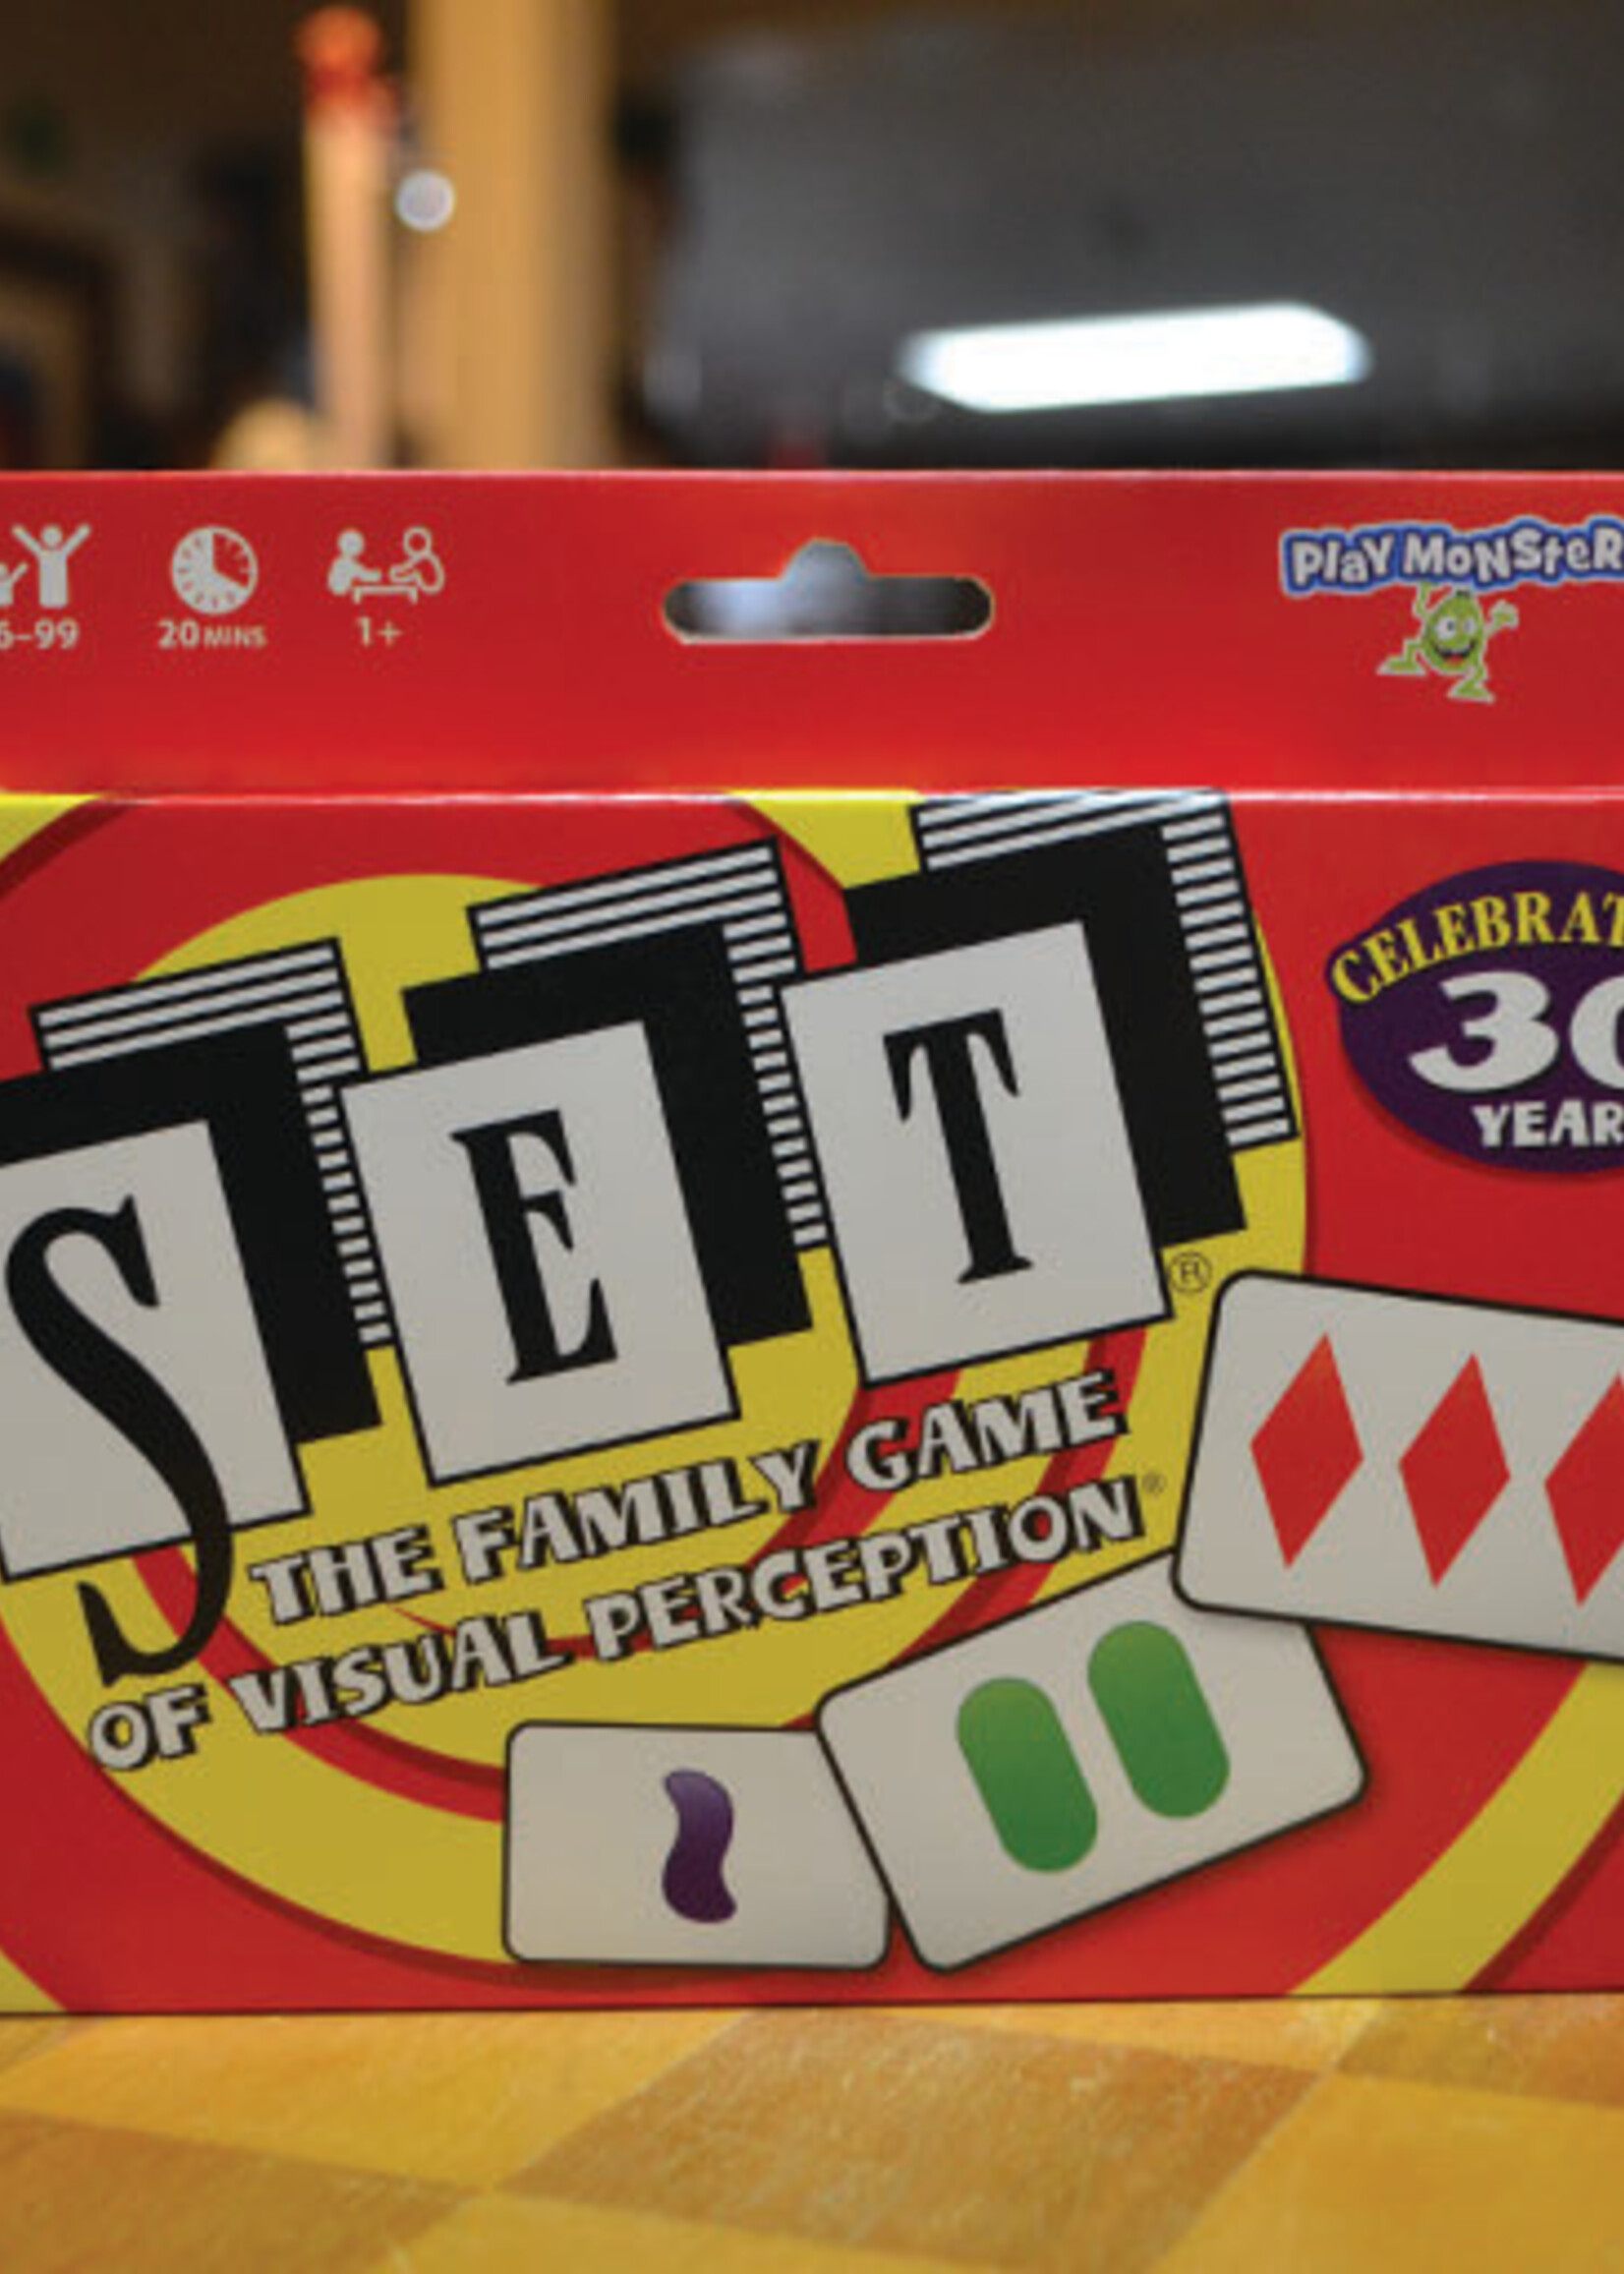 6–99
20 MINS
1+
PLAY MONSTER
SET®
THE FAMILY GAME
OF VISUAL PERCEPTION®
CELEBRAT
30
YEAR